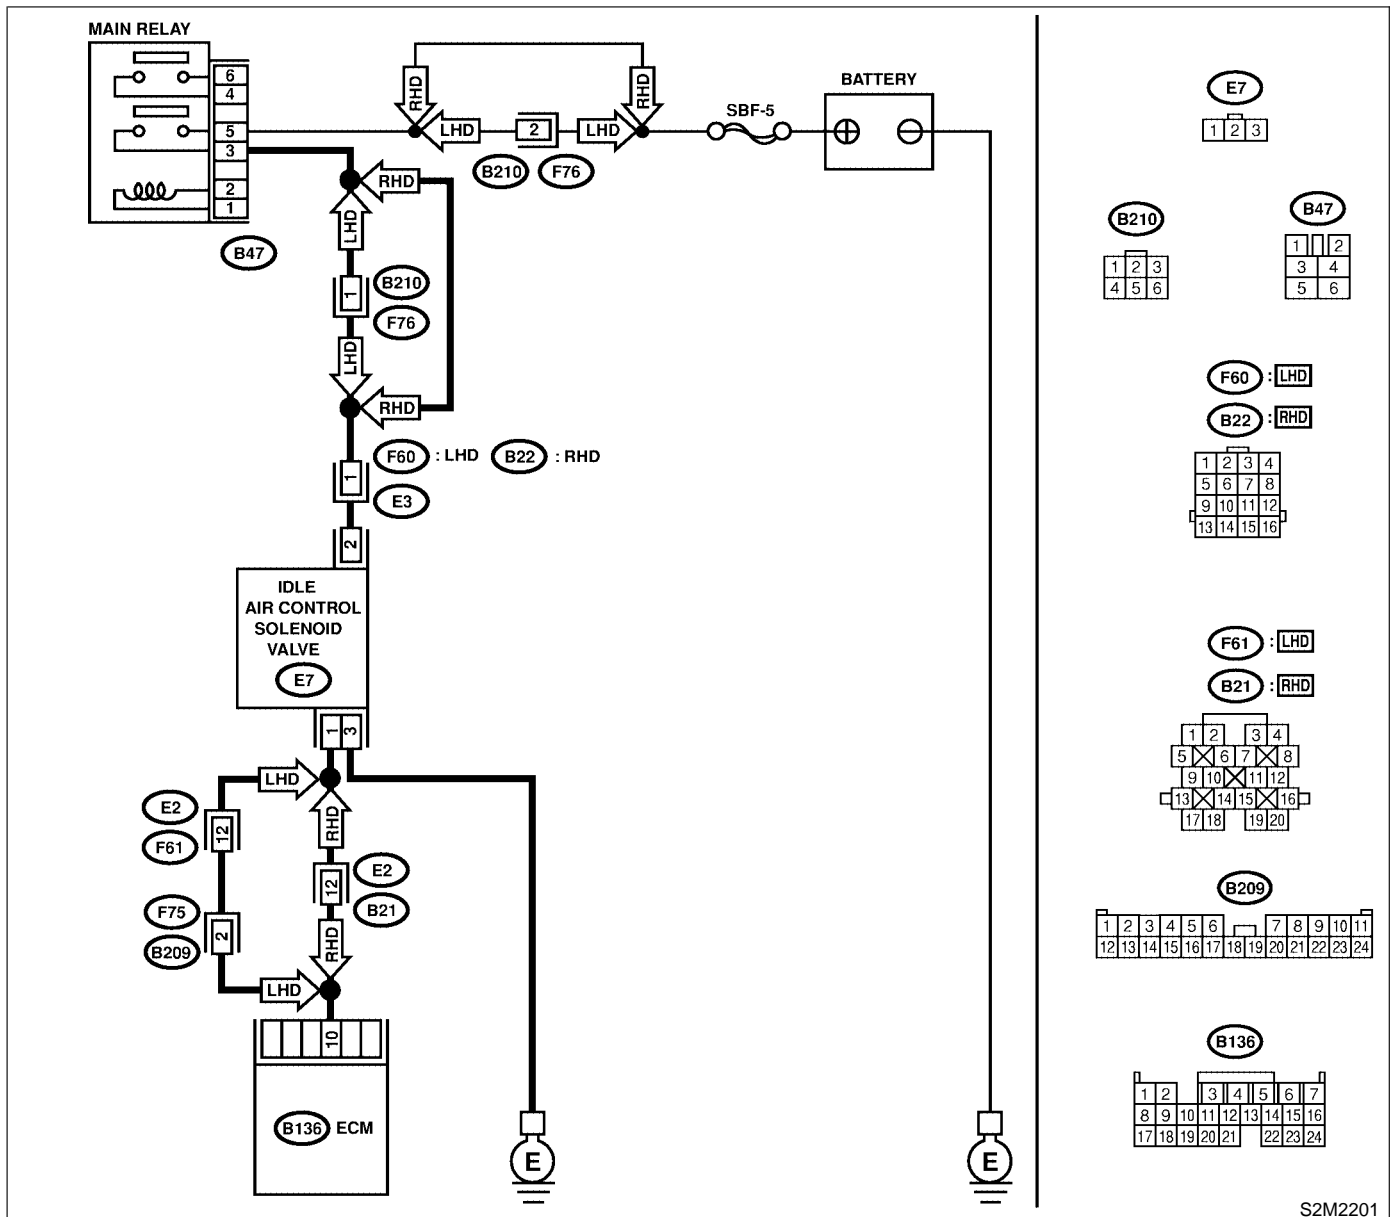 MAIN RELAY
6
4
5
3
2
1
B47
RHD
RHD
LHD
2
LHD
B210
F76
SBF-5
BATTERY
RHD
LHD
1
B210
F76
LHD
RHD
F60 : LHD B22 : RHD
1
E3
2
IDLE
AIR CONTROL
SOLENOID
VALVE
E7
1 3
LHD
E2
12
F61
RHD
12
E2
B21
F75
2
B209
RHD
LHD
10
B136 ECM
E
E
E7
1 2 3
B210
1 2 3
4 5 6
B47
1 2
3 4
5 6
F60 : LHD
B22 : RHD
1 2 3 4
5 6 7 8
9 10 11 12
13 14 15 16
F61 : LHD
B21 : RHD
1 2 3 4
5 6 7 8
9 10 11 12
13 14 15 16
17 18 19 20
B209
1 2 3 4 5 6 7 8 9 10 11
12 13 14 15 16 17 18 19 20 21 22 23 24
B136
1 2 3 4 5 6 7
8 9 10 11 12 13 14 15 16
17 18 19 20 21 22 23 24
S2M2201